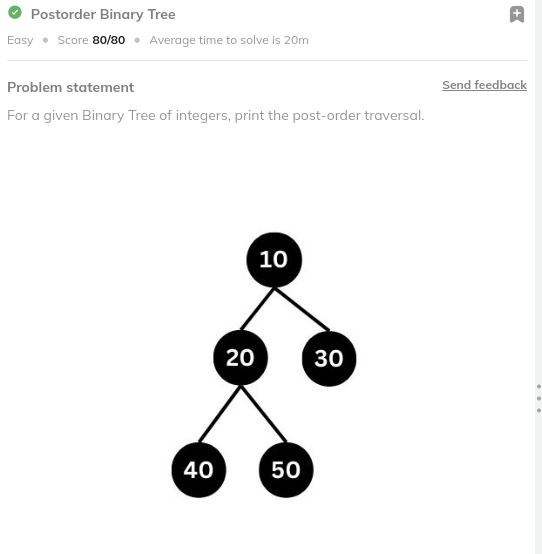 Postorder Binary Tree
Easy • Score 80/80 • Average time to solve is 20m
Problem statement
Send feedback
For a given Binary Tree of integers, print the post-order traversal.
10
20 30
40 50